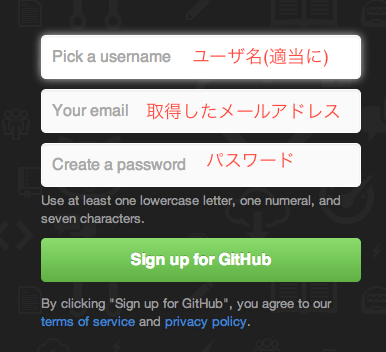 Pick a username ユーザ名(適当に)
Your email 取得したメールアドレス
Create a password パスワード
Use at least one lowercase letter, one numeral, and
seven characters.
Sign up for GitHub
By clicking "Sign up for GitHub", you agree to our
terms of service and privacy policy.